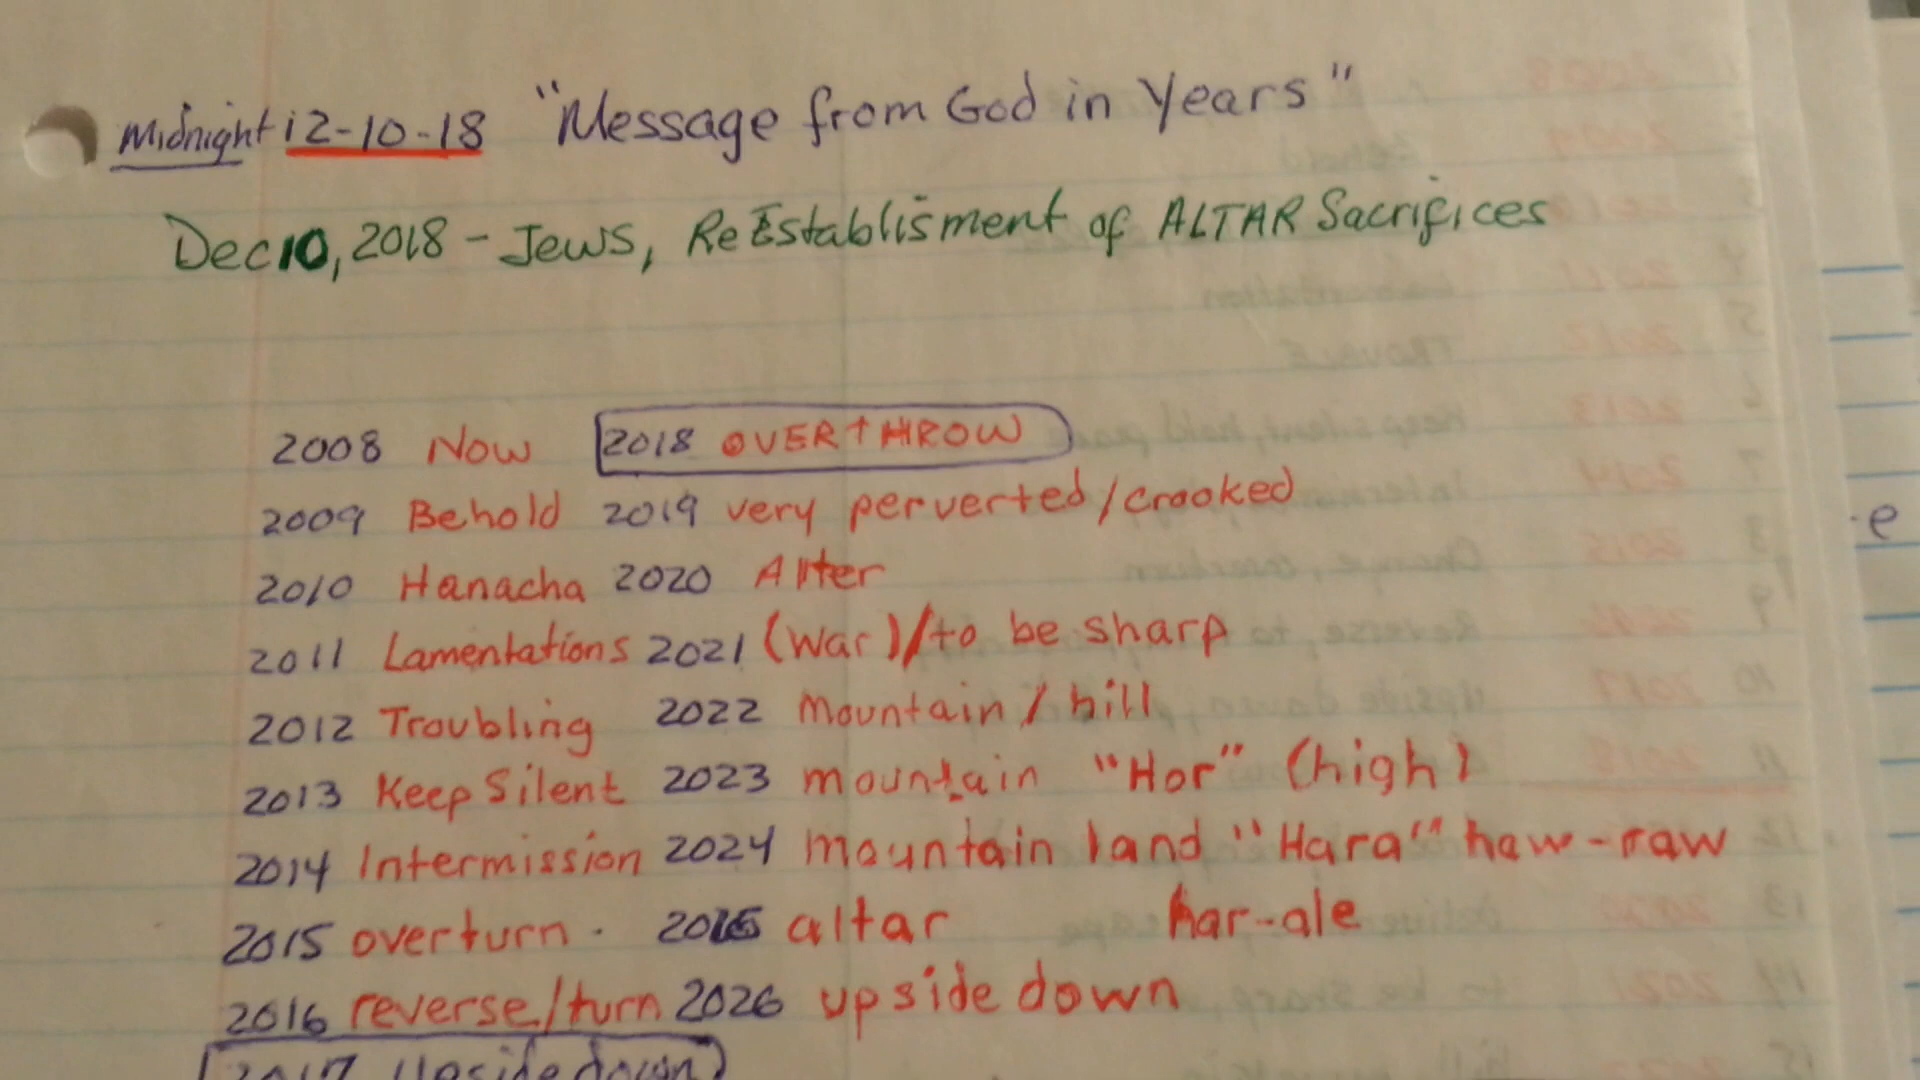 Midnight 12-10-18 "Message from God in Years"
Dec 10, 2018 - Jews, ReEstablisment of ALTAR Sacrifices
2008 Now 2018 OVERTHROW
2009 Behold 2019 very perverted/crooked
2010 Hanacha 2020 Alter
2011 Lamentations 2021 (War)/to be sharp
2012 Troubling 2022 Mountain/hill
2013 Keep Silent 2023 mountain "Hor" (high)
2014 Intermission 2024 mountain land "Hara" haw-raw
2015 overturn. altar har-ale
2016 reverse/turn 2026 upside down
2017 Upside down
e